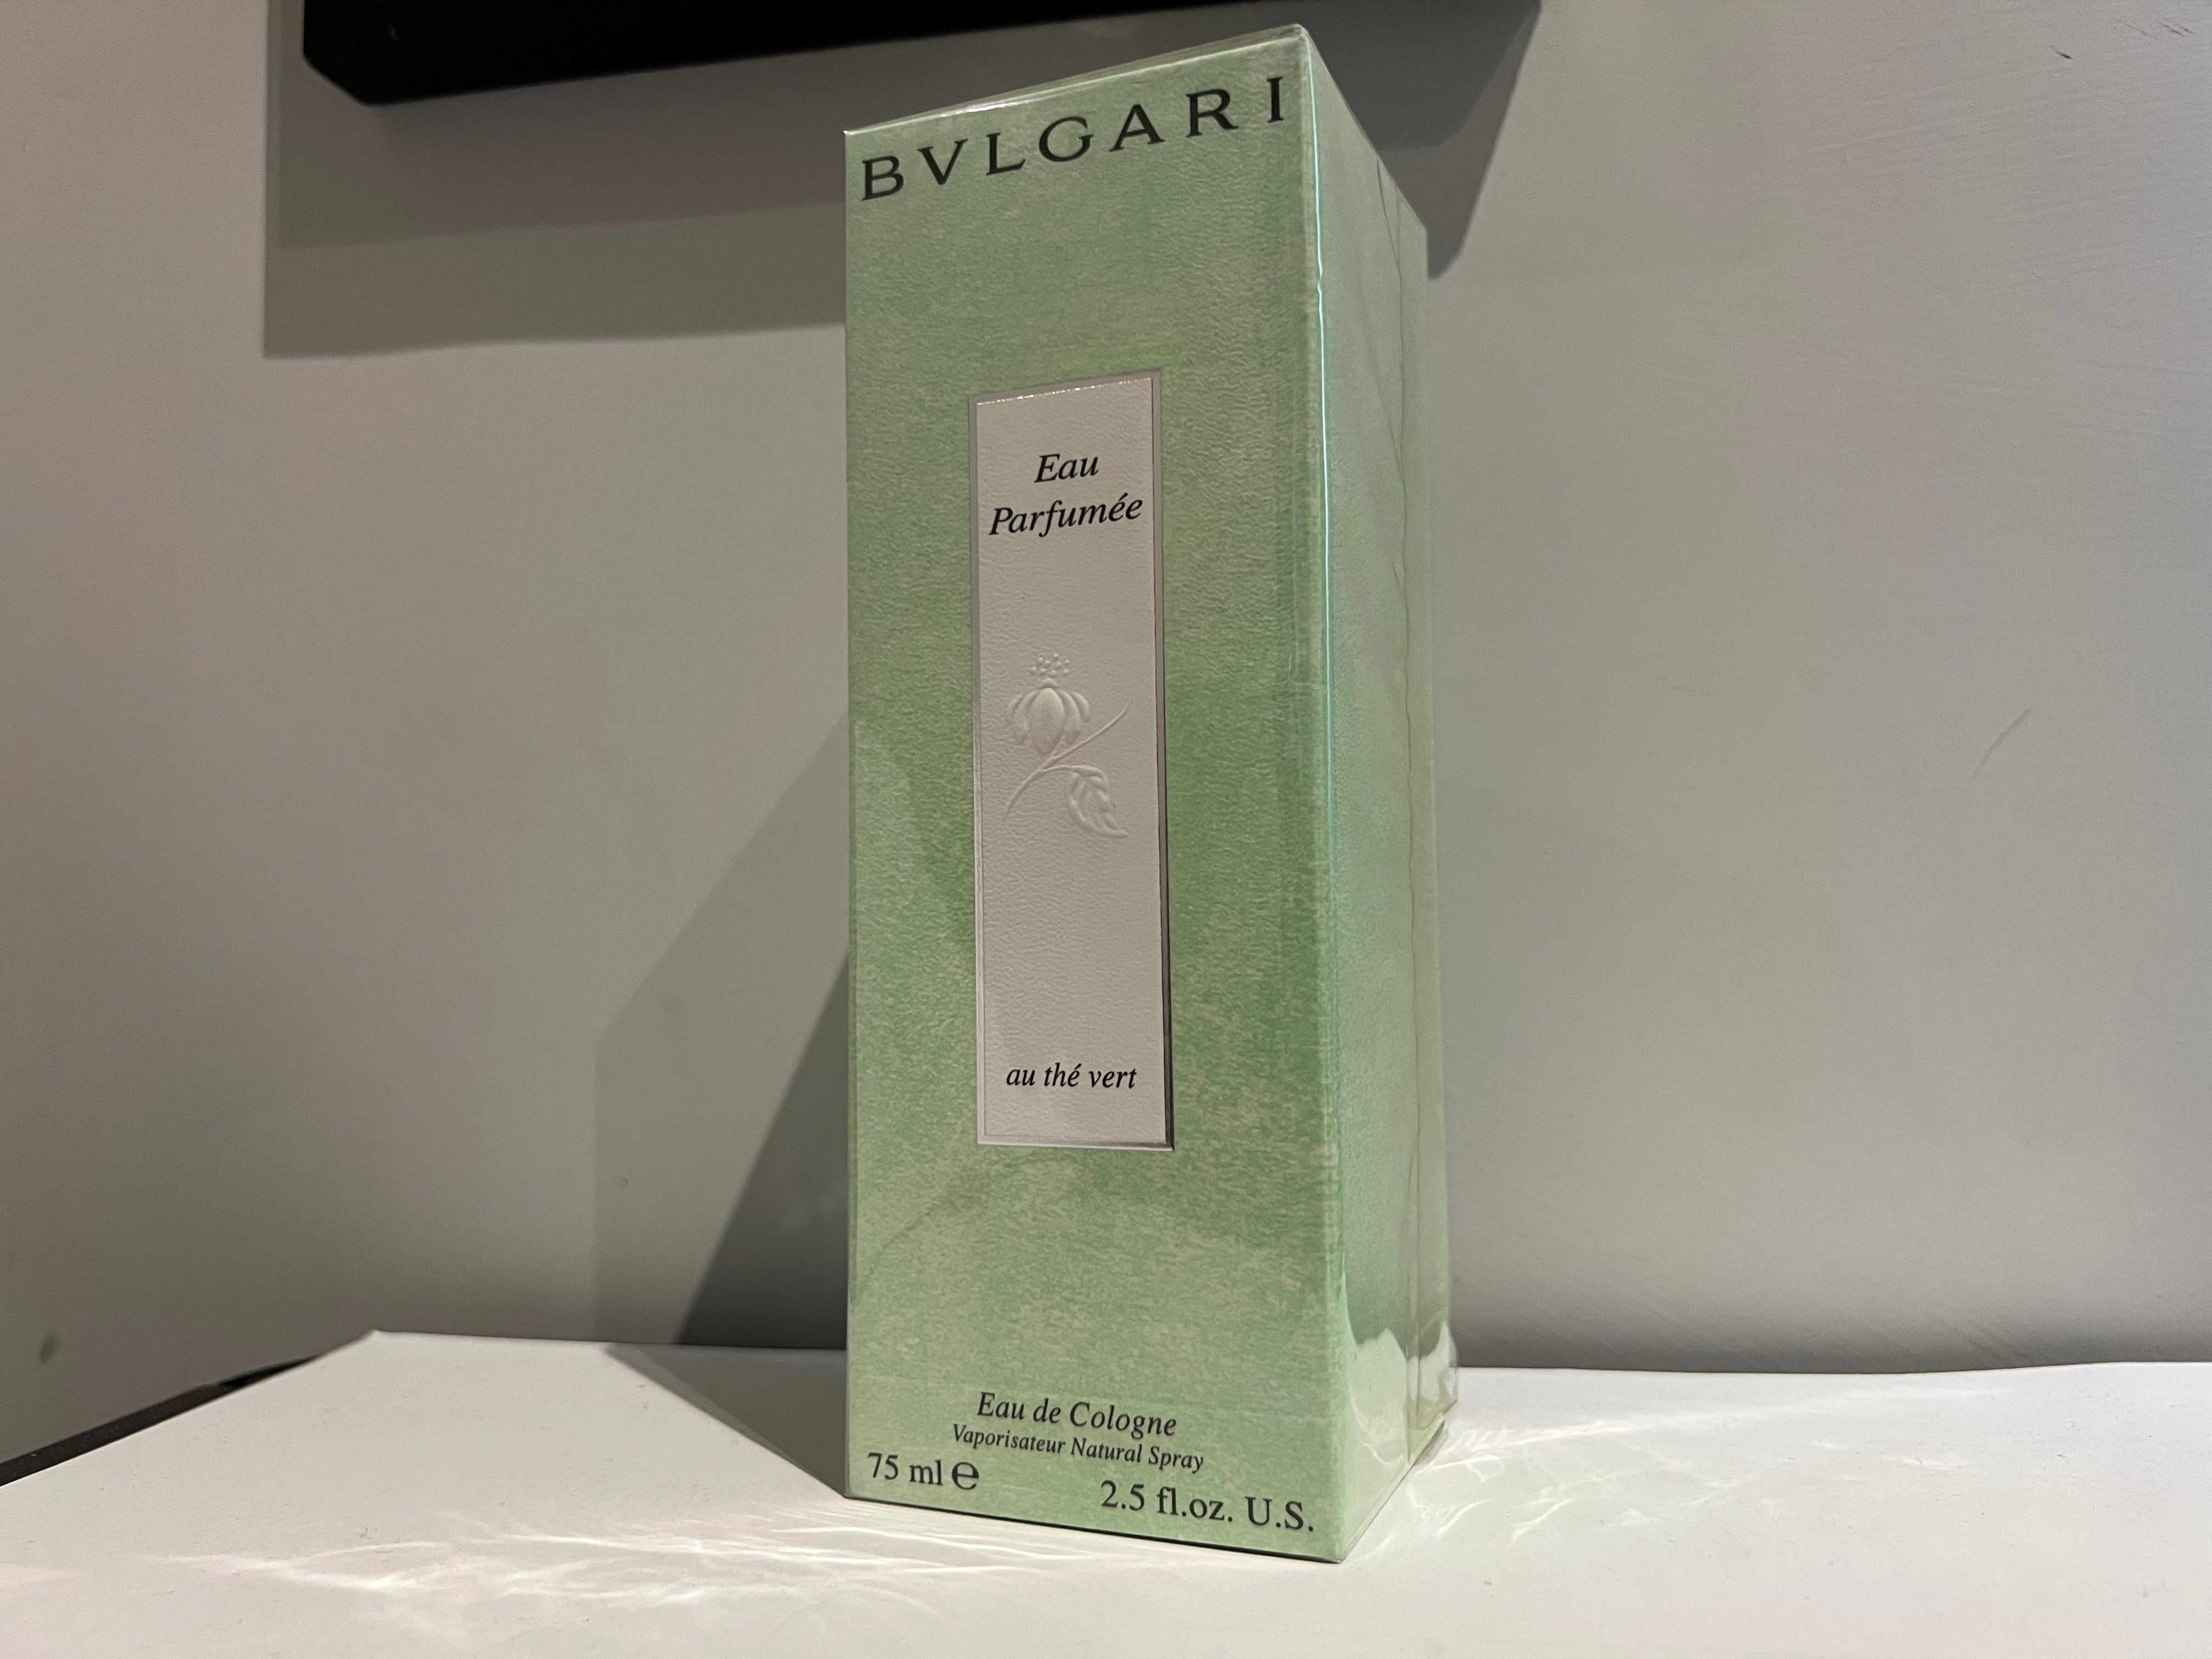 BVLGARI
Eau
Parfumée
au thé vert
Eau de Cologne
Vaporisateur Natural Spray
75 ml ℮
2.5 fl.oz. U.S.